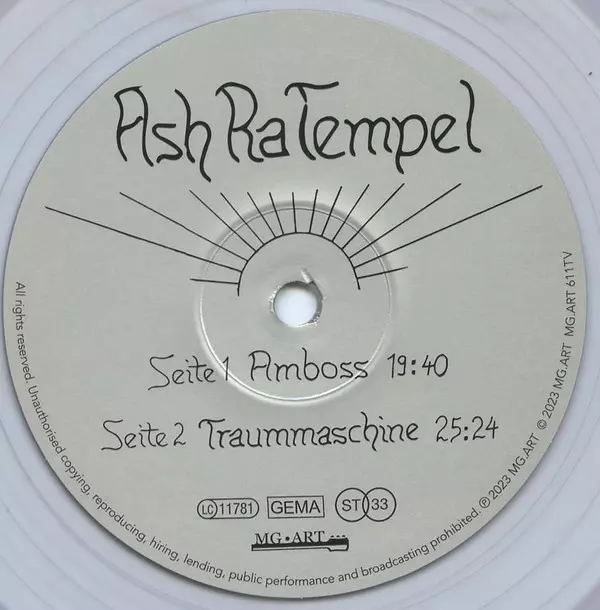 Ash Ra Tempel
Seite 1 Amboss 19:40
Seite 2 Traummaschine 25:24
LC 11781 GEMA ST 33
MG•ART
All rights reserved. Unauthorised copying, reproducing, hiring, lending, public performance and broadcasting prohibited. ℗ 2023 MG.ART © 2023 MG.ART MG.ART 611TV